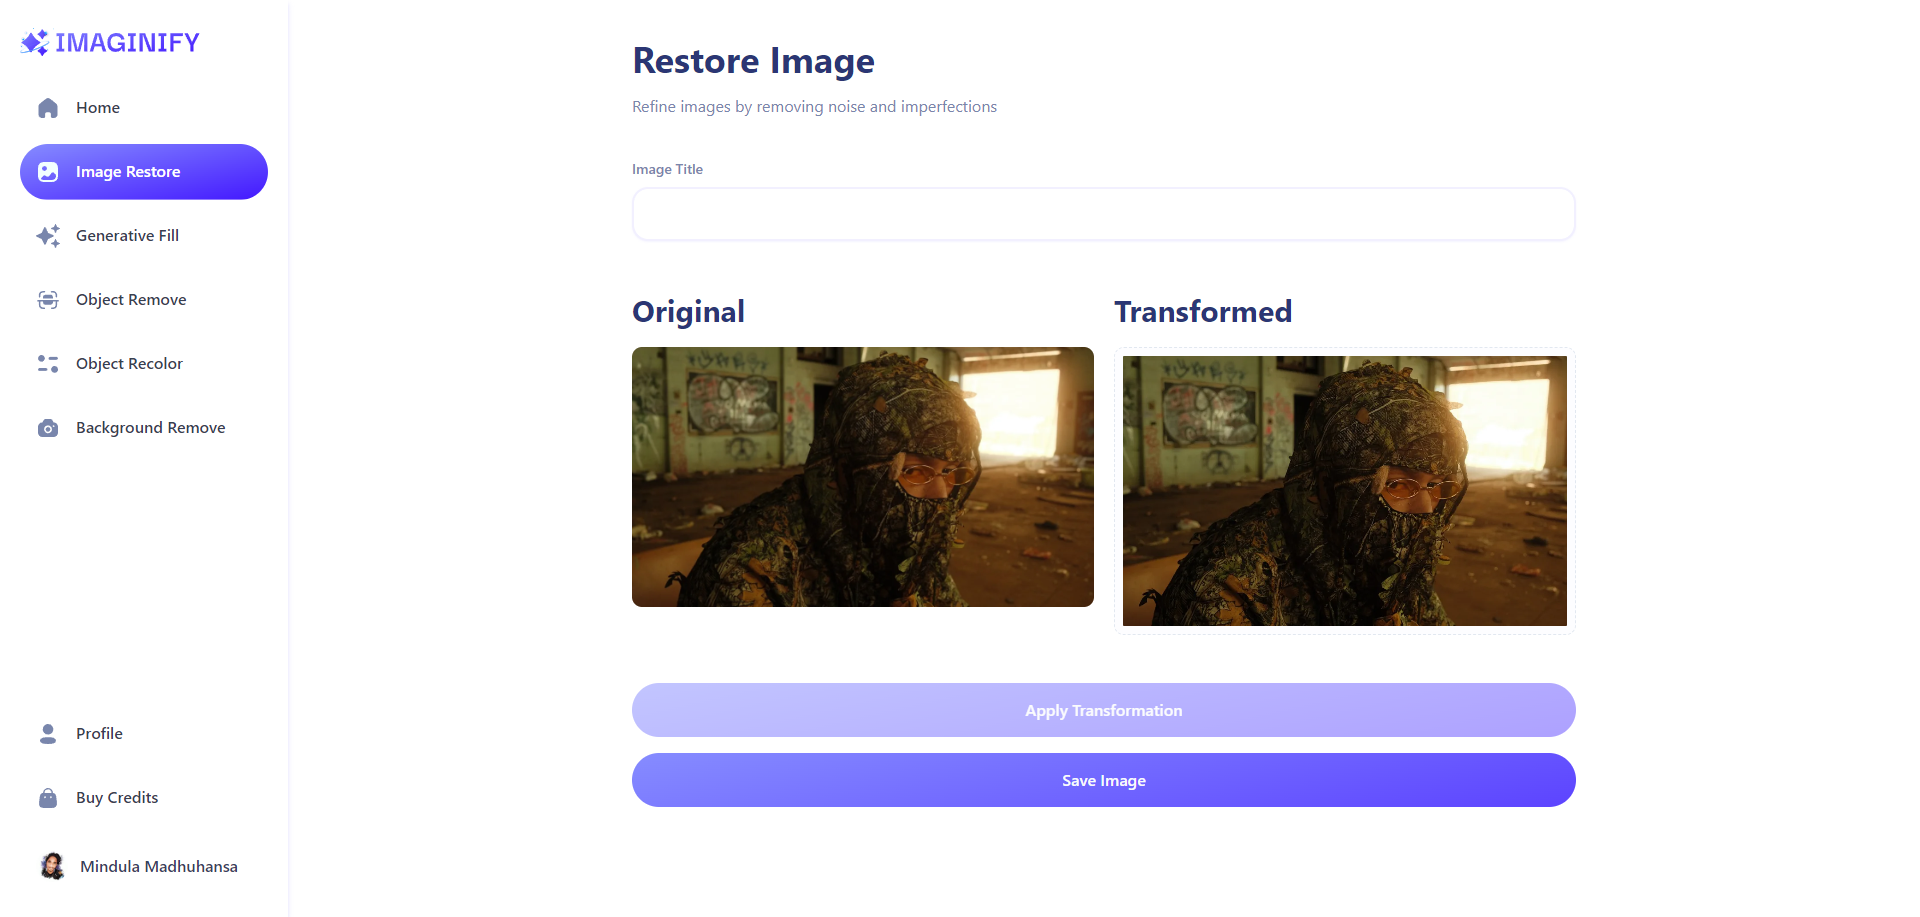 IMAGINIFY
Home
Image Restore
Generative Fill
Object Remove
Object Recolor
Background Remove
Profile
Buy Credits
Mindula Madhuhansa
Restore Image
Refine images by removing noise and imperfections
Image Title
Original
Transformed
Apply Transformation
Save Image